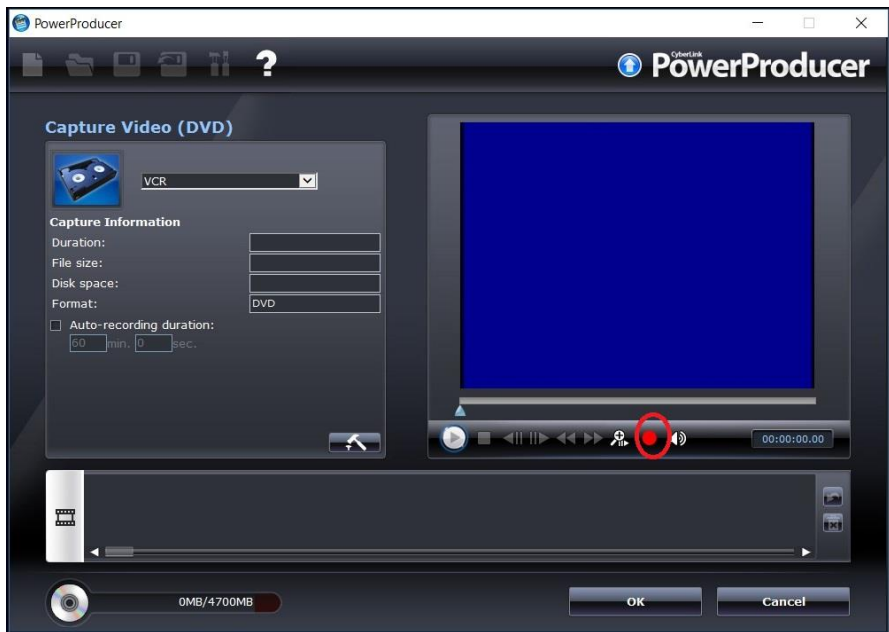 PowerProducer
?
CyberLink
PowerProducer
Capture Video (DVD)
VCR
Capture Information
Duration:
File size:
Disk space:
Format: DVD
Auto-recording duration:
60 min. 0 sec.
00:00:00.00
0MB/4700MB
OK
Cancel